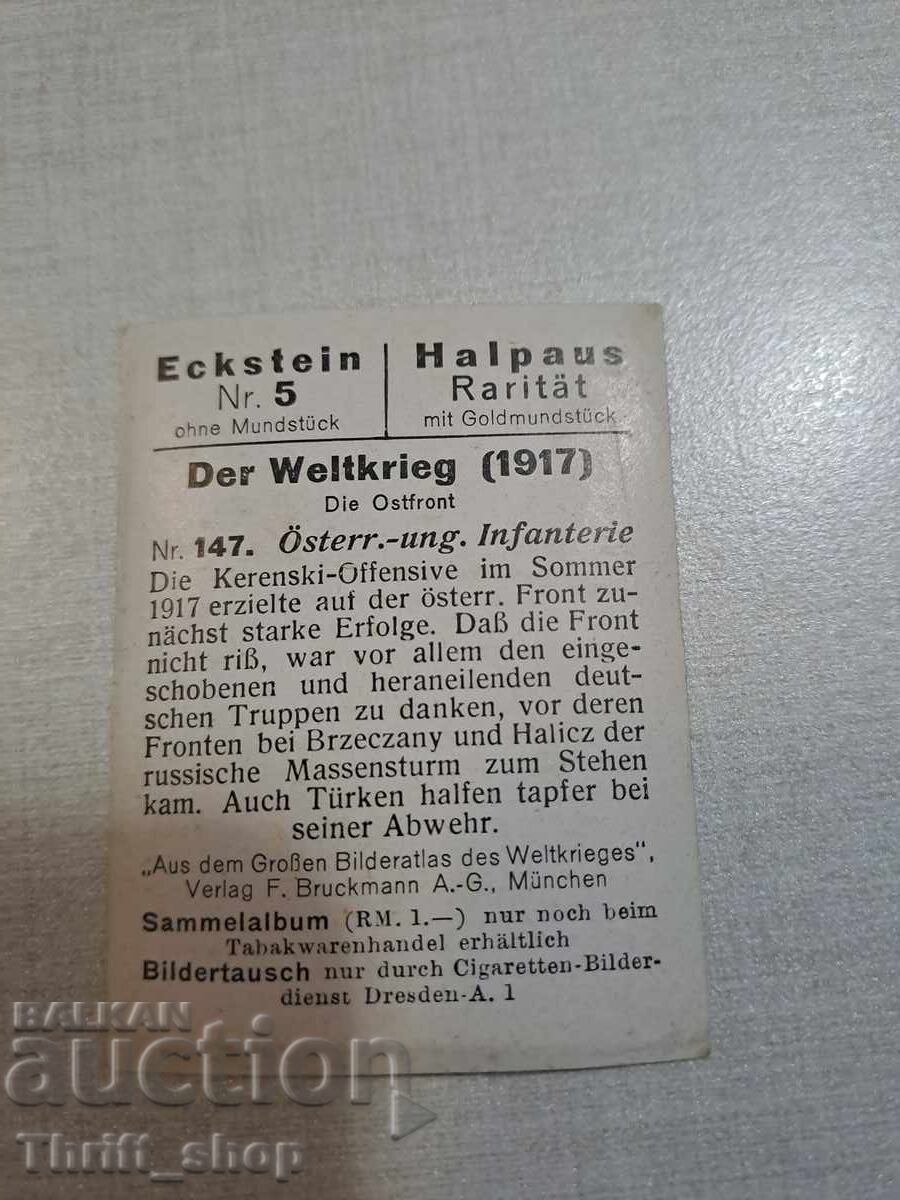 Eckstein
Nr. 5
ohne Mundstück
Halpaus
Rarität
mit Goldmundstück
Der Weltkrieg (1917)
Die Ostfront
Nr. 147. Österr.-ung. Infanterie
Die Kerenski-Offensive im Sommer
1917 erzielte auf der österr. Front zu-
nächst starke Erfolge. Daß die Front
nicht riß, war vor allem den einge-
schobenen und heraneilenden deut-
schen Truppen zu danken, vor deren
Fronten bei Brzeczany und Halicz der
russische Massensturm zum Stehen
kam. Auch Türken halfen tapfer bei
seiner Abwehr.
„Aus dem Großen Bilderatlas des Weltkrieges",
Verlag F. Bruckmann A.-G., München
Sammelalbum (RM. 1.—) nur noch beim
Tabakwarenhandel erhältlich
Bildertausch nur durch Cigaretten-Bilder-
dienst Dresden-A. 1
BALKAN
auction
Thrift_shop